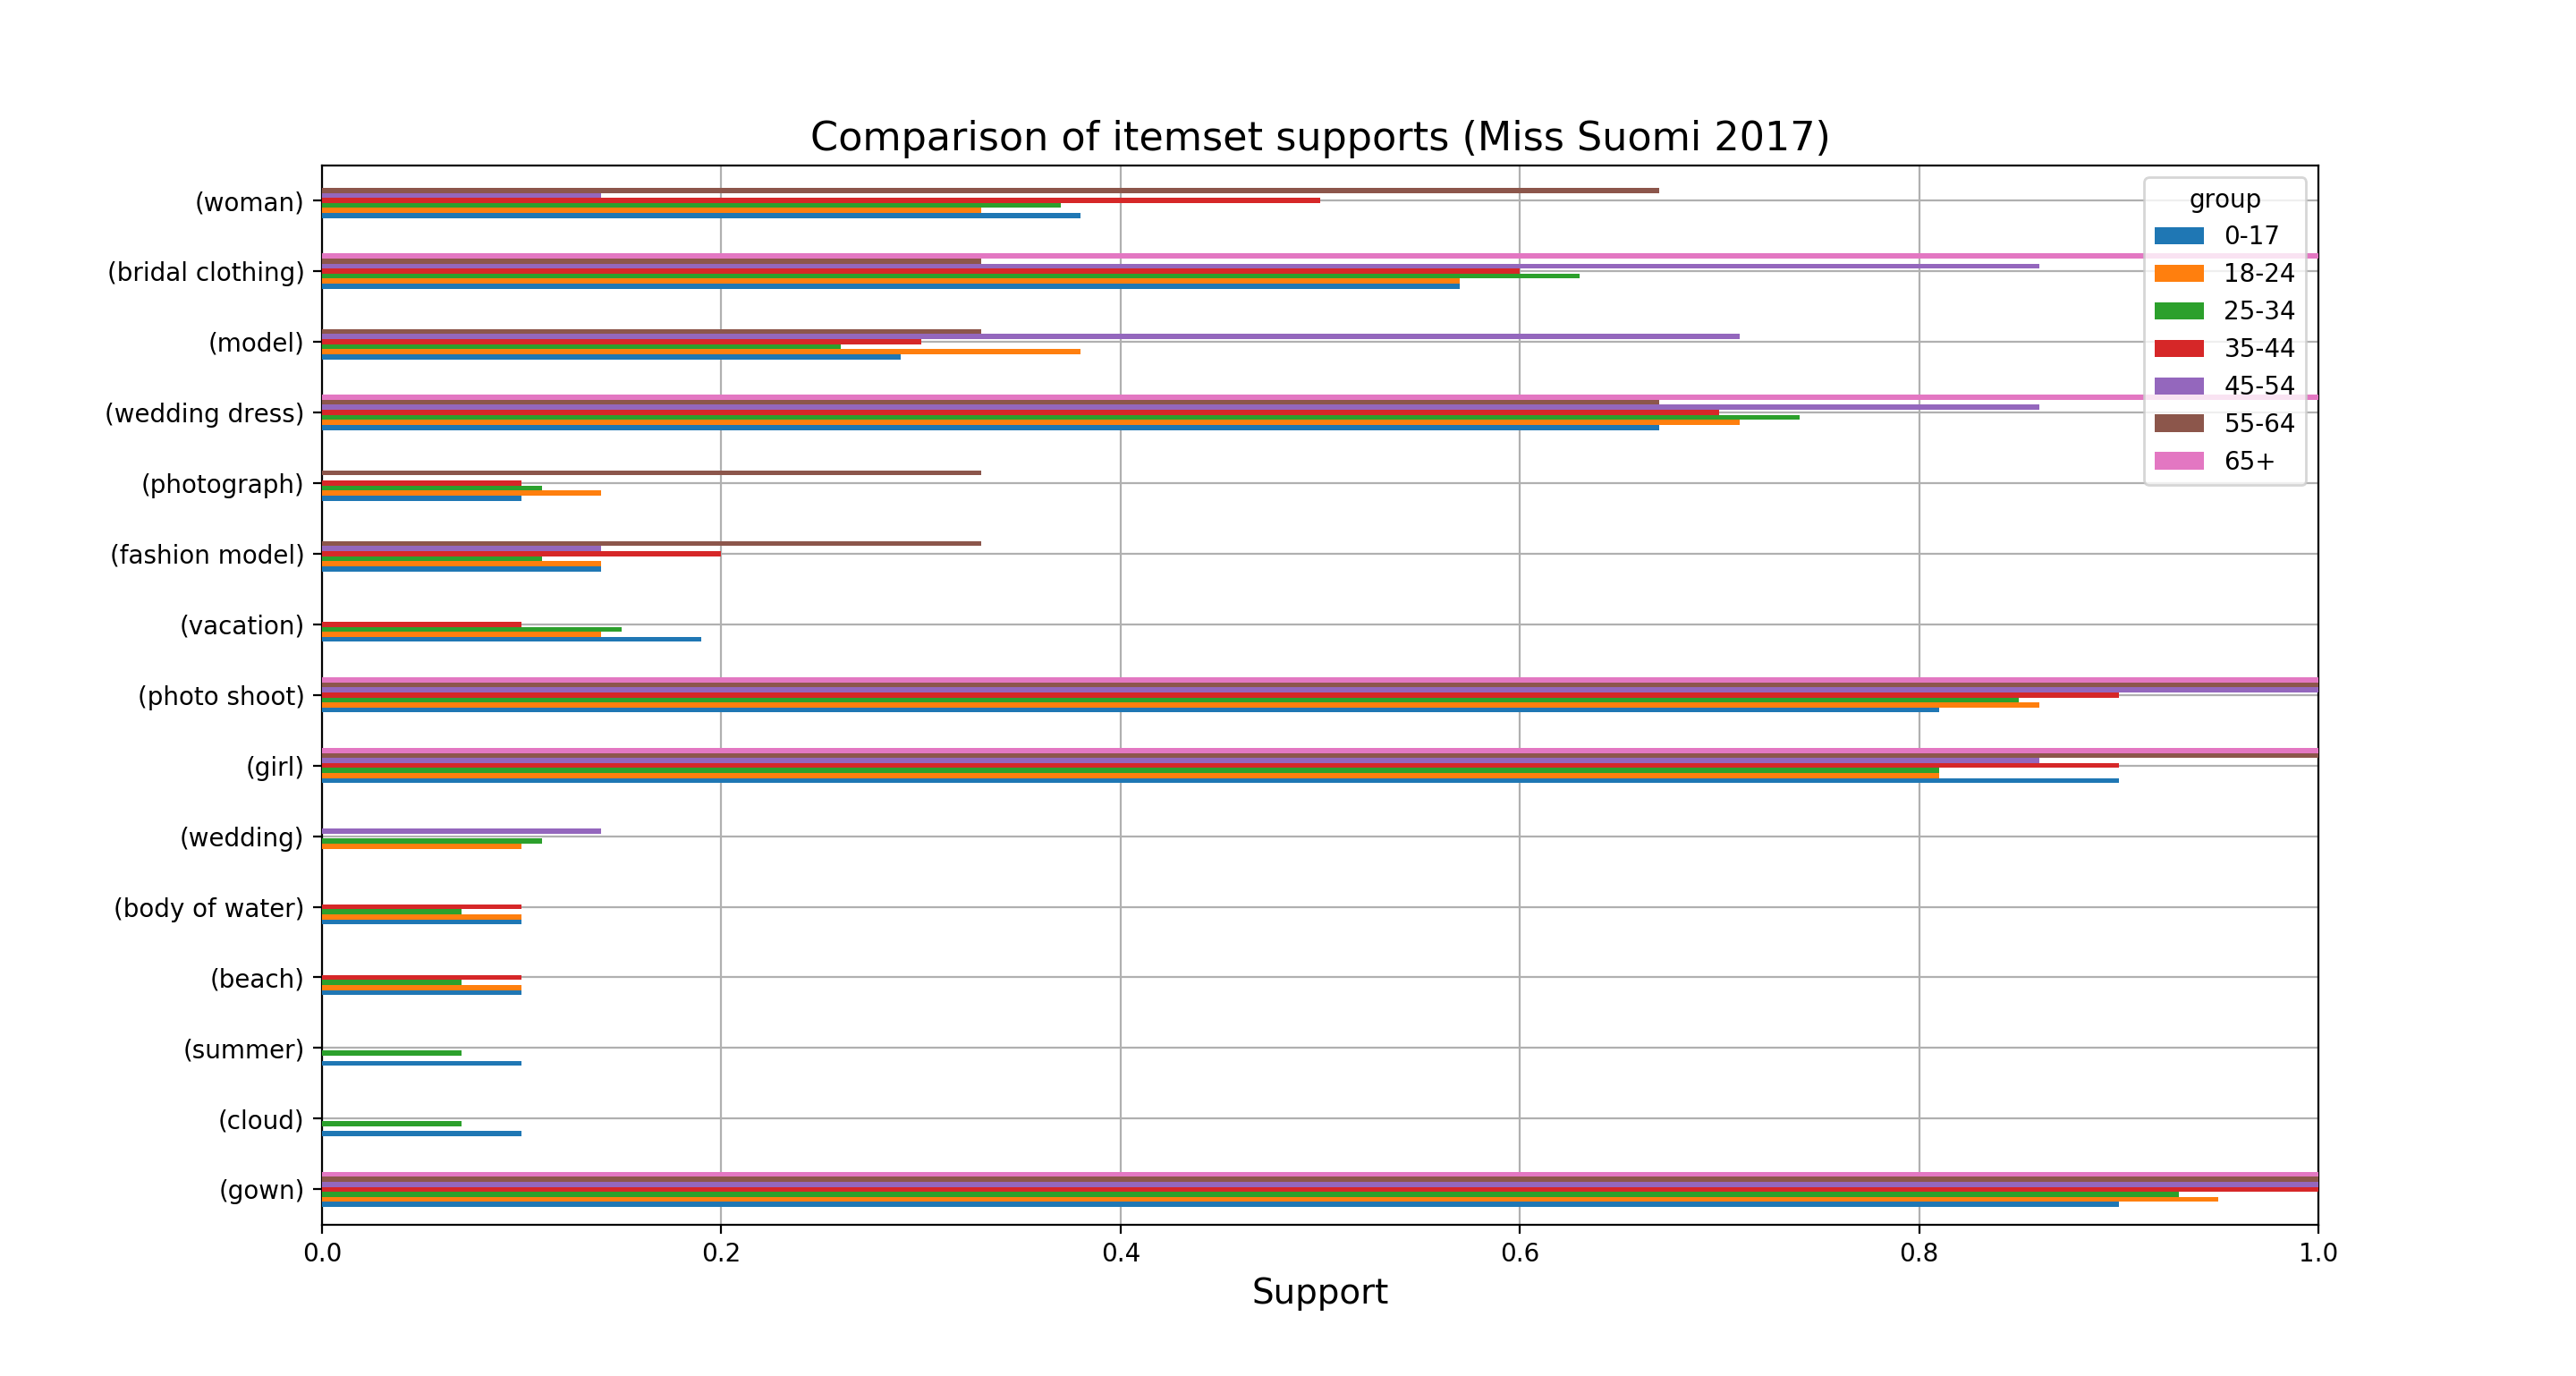 Comparison of itemset supports (Miss Suomi 2017)
(woman)
(bridal clothing)
(model)
(wedding dress)
(photograph)
(fashion model)
(vacation)
(photo shoot)
(girl)
(wedding)
(body of water)
(beach)
(summer)
(cloud)
(gown)
group
0-17
18-24
25-34
35-44
45-54
55-64
65+
0.0 0.2 0.4 0.6 0.8 1.0
Support